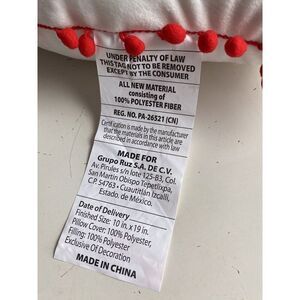 UNDER PENALTY OF LAW
THIS TAG NOT TO BE REMOVED
EXCEPT BY THE CONSUMER
ALL NEW MATERIAL
consisting of
100% POLYESTER FIBER
REG. NO. PA-26521 (CN)
Certification is made by the manufacturer
that the materials in this article are
described in accordance with law
MADE FOR
Grupo Ruz S.A. DE C.V.
Av. Pirules s/n lote 125-B3, Col.
San Martin Obispo Tepetlixpa,
C.P. 54763 • Cuautitlan Izcalli,
Estado. de México.
Date of Delivery
Finished Size: 10 in. x 19 in.
Pillow Cover: 100% Polyester,
Filling: 100% Polyester
Exclusive Of Decoration
MADE IN CHINA